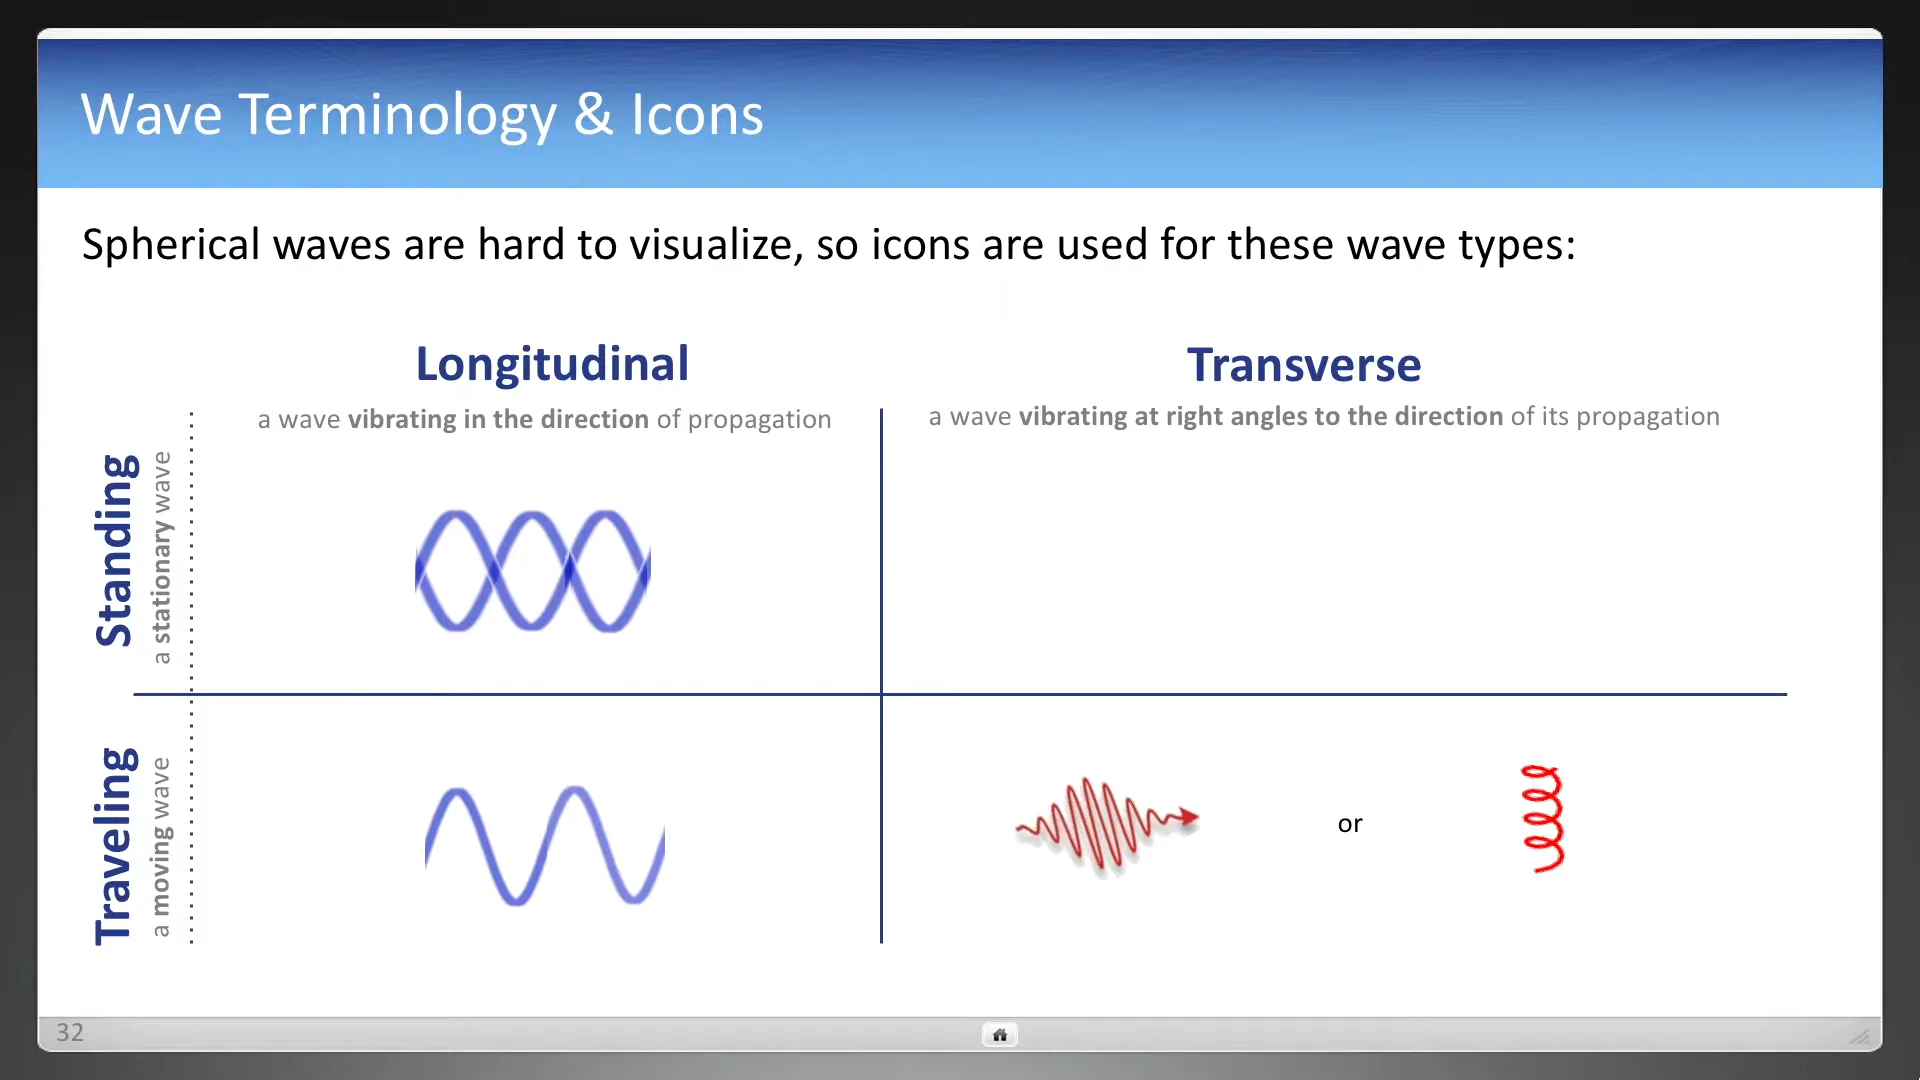 Wave Terminology & Icons
Spherical waves are hard to visualize, so icons are used for these wave types:
Longitudinal
a wave vibrating in the direction of propagation
Transverse
a wave vibrating at right angles to the direction of its propagation
Standing
a stationary wave
Traveling
a moving wave
or
32